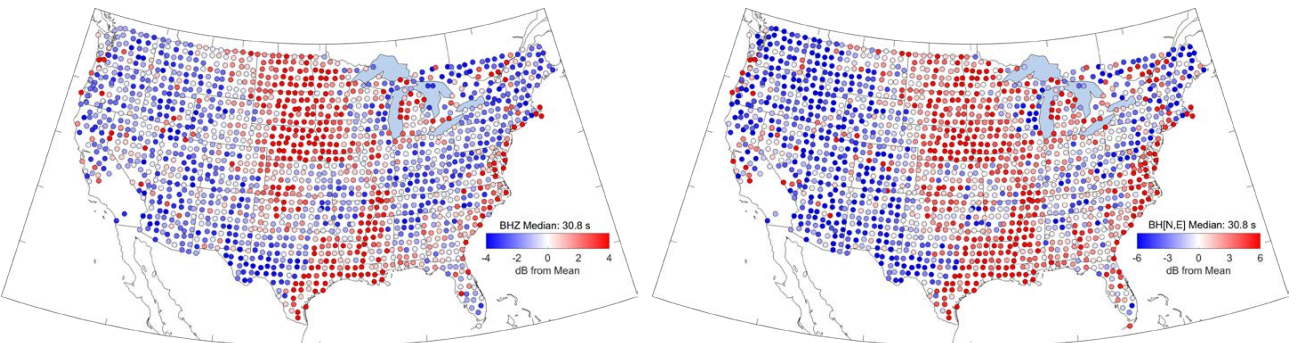 BHZ Median: 30.8 s
-4 -2 0 2 4
dB from Mean
BH[N,E] Median: 30.8 s
-6 -3 0 3 6
dB from Mean